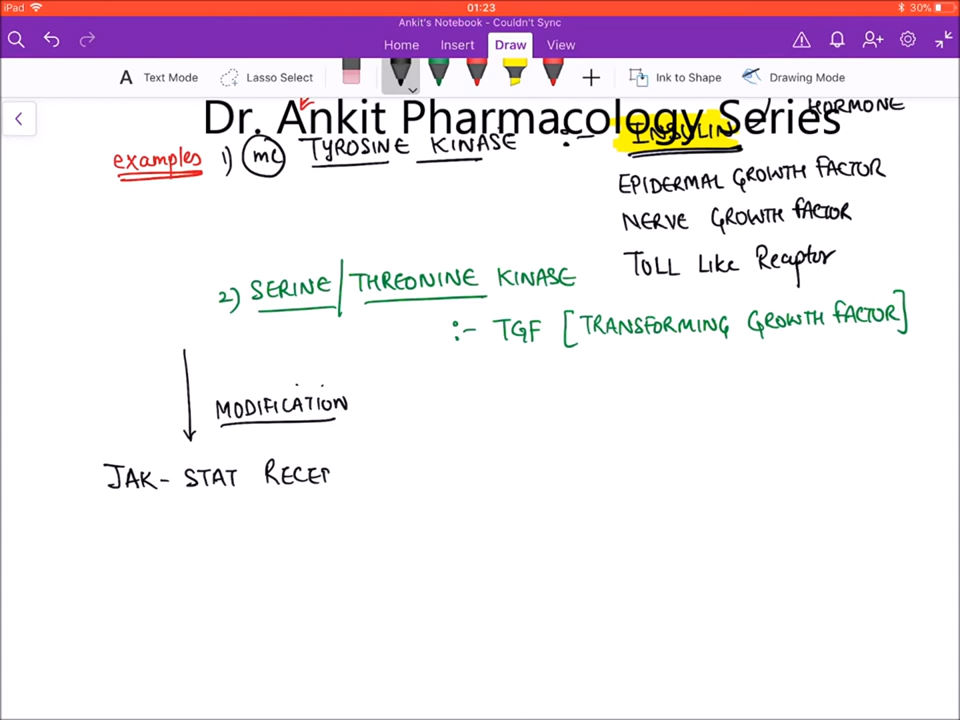 iPad 01:23 30%
Ankit's Notebook - Couldn't Sync
Home Insert Draw View
A Text Mode Lasso Select Ink to Shape Drawing Mode
HORMONE
Dr. Ankit Pharmacology Series
examples 1) mc TYROSINE KINASE :- INSULIN
EPIDERMAL GROWTH FACTOR
NERVE GROWTH FACTOR
TOLL Like Receptor
2) SERINE/THREONINE KINASE
:- TGF [TRANSFORMING GROWTH FACTOR]
MODIFICATION
JAK-STAT RECEP